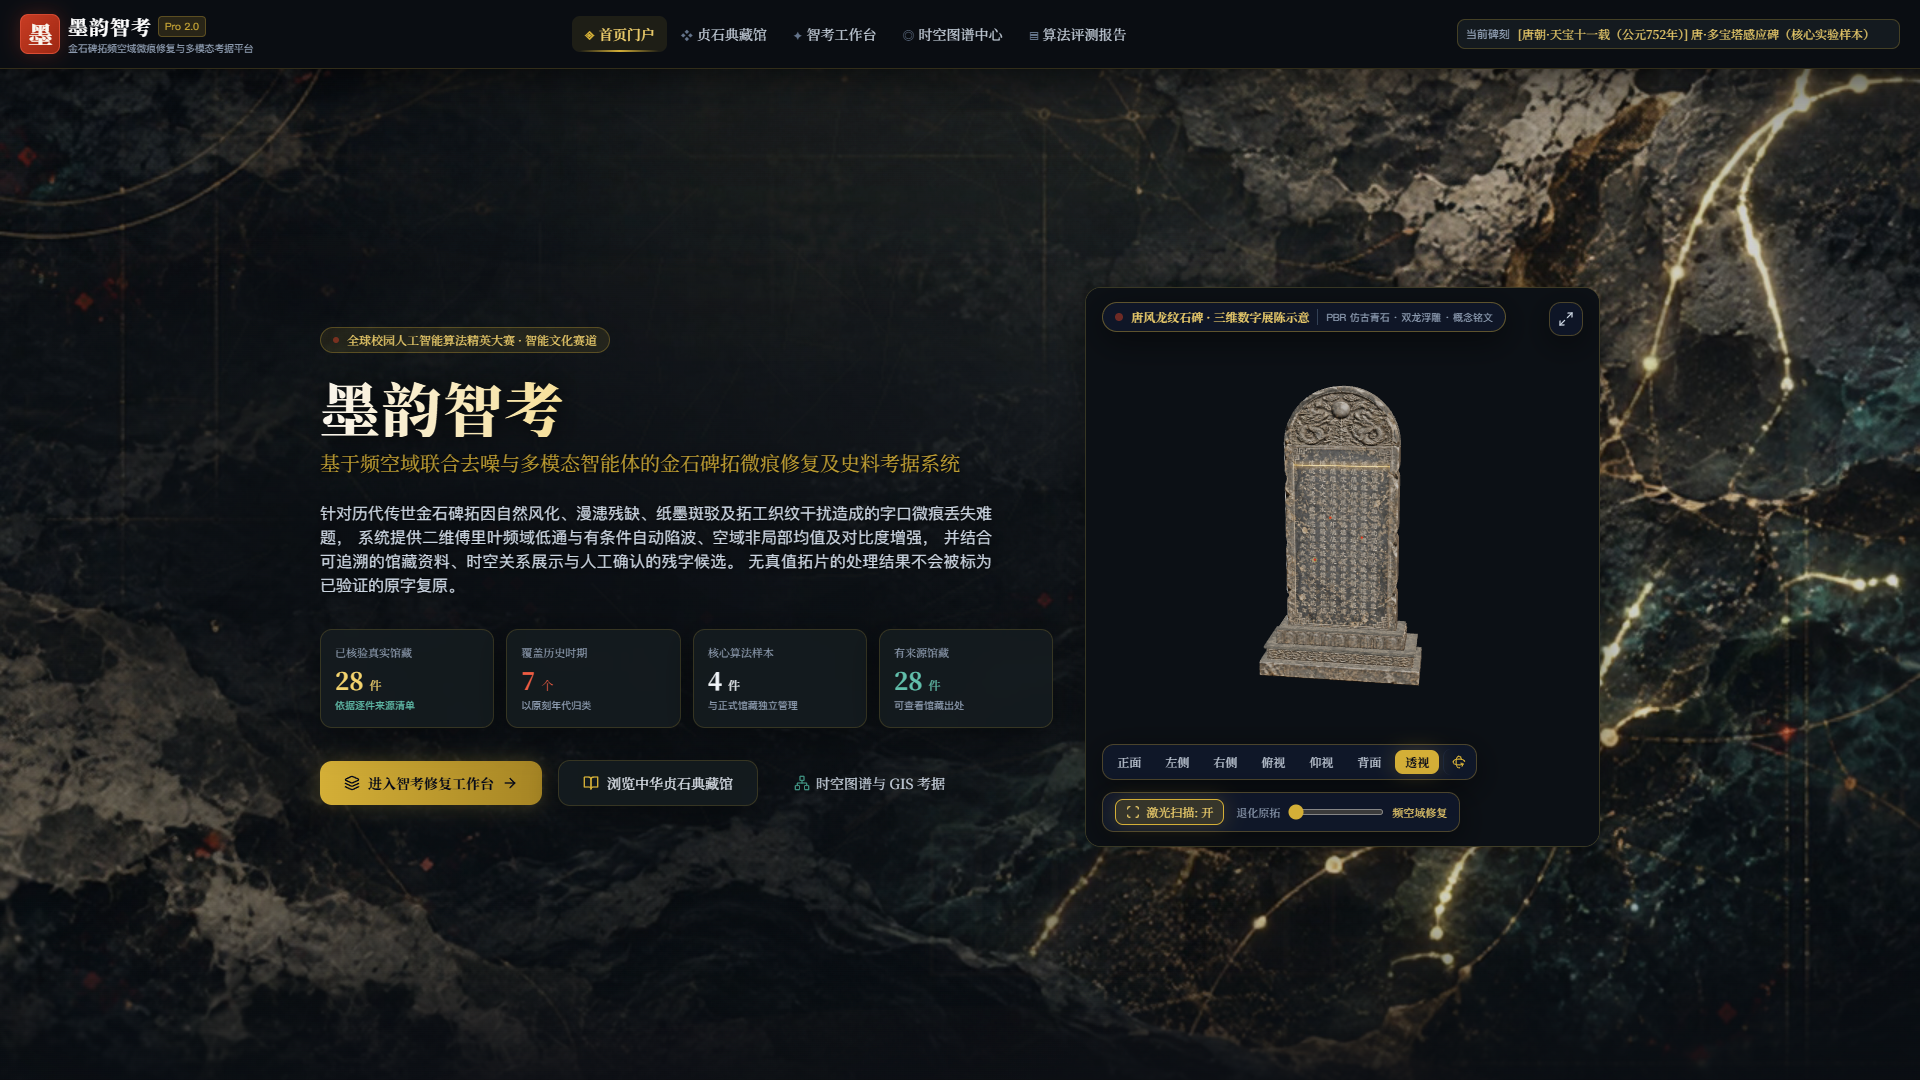 墨
墨韵智考 Pro 2.0
金石碑拓频空域微痕修复与多模态考据平台
首页门户
贞石典藏馆
智考工作台
时空图谱中心
算法评测报告
当前碑刻 [唐朝·天宝十一载（公元752年）] 唐·多宝塔感应碑（核心实验样本）
全球校园人工智能算法精英大赛 · 智能文化赛道
墨韵智考
基于频空域联合去噪与多模态智能体的金石碑拓微痕修复及史料考据系统
针对历代传世金石碑拓因自然风化、漫漶残缺、纸墨斑驳及拓工织纹干扰造成的字口微痕丢失难
题， 系统提供二维傅里叶频域低通与有条件自动陷波、空域非局部均值及对比度增强， 并结合
可追溯的馆藏资料、时空关系展示与人工确认的残字候选。 无真值拓片的处理结果不会被标为
已验证的原字复原。
已核验真实馆藏
28 件
依据逐件来源清单
覆盖历史时期
7 个
以原刻年代归类
核心算法样本
4 件
与正式馆藏独立管理
有来源馆藏
28 件
可查看馆藏出处
进入智考修复工作台
浏览中华贞石典藏馆
时空图谱与 GIS 考据
唐风龙纹石碑 · 三维数字展陈示意 PBR 仿古青石 · 双龙浮雕 · 概念铭文
正面 左侧 右侧 俯视 仰视 背面 透视
激光扫描: 开 退化原拓 频空域修复